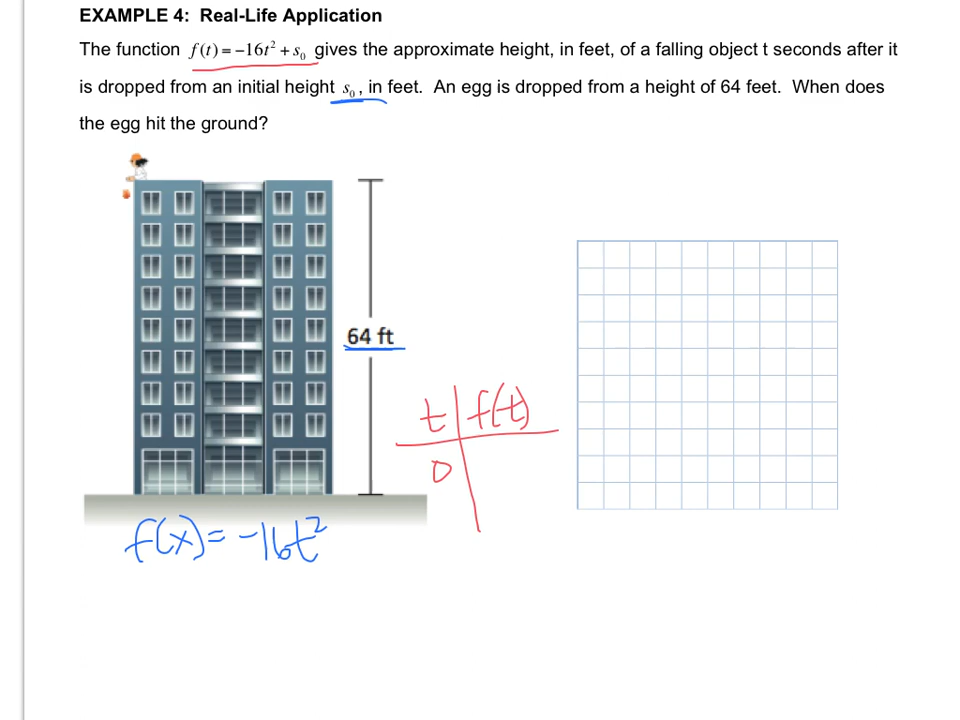 EXAMPLE 4: Real-Life Application
The function f(t) = −16t² + s₀ gives the approximate height, in feet, of a falling object t seconds after it
is dropped from an initial height s₀, in feet. An egg is dropped from a height of 64 feet. When does
the egg hit the ground?
64 ft
t f(t)
0
f(x) = -16t²